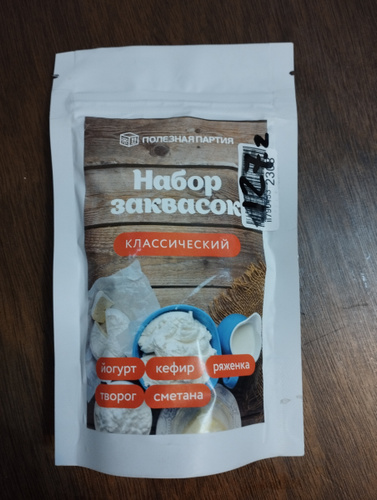 ПОЛЕЗНАЯ ПАРТИЯ
Набор
заквасок
КЛАССИЧЕСКИЙ
йогурт
кефир
ряженка
творог
сметана